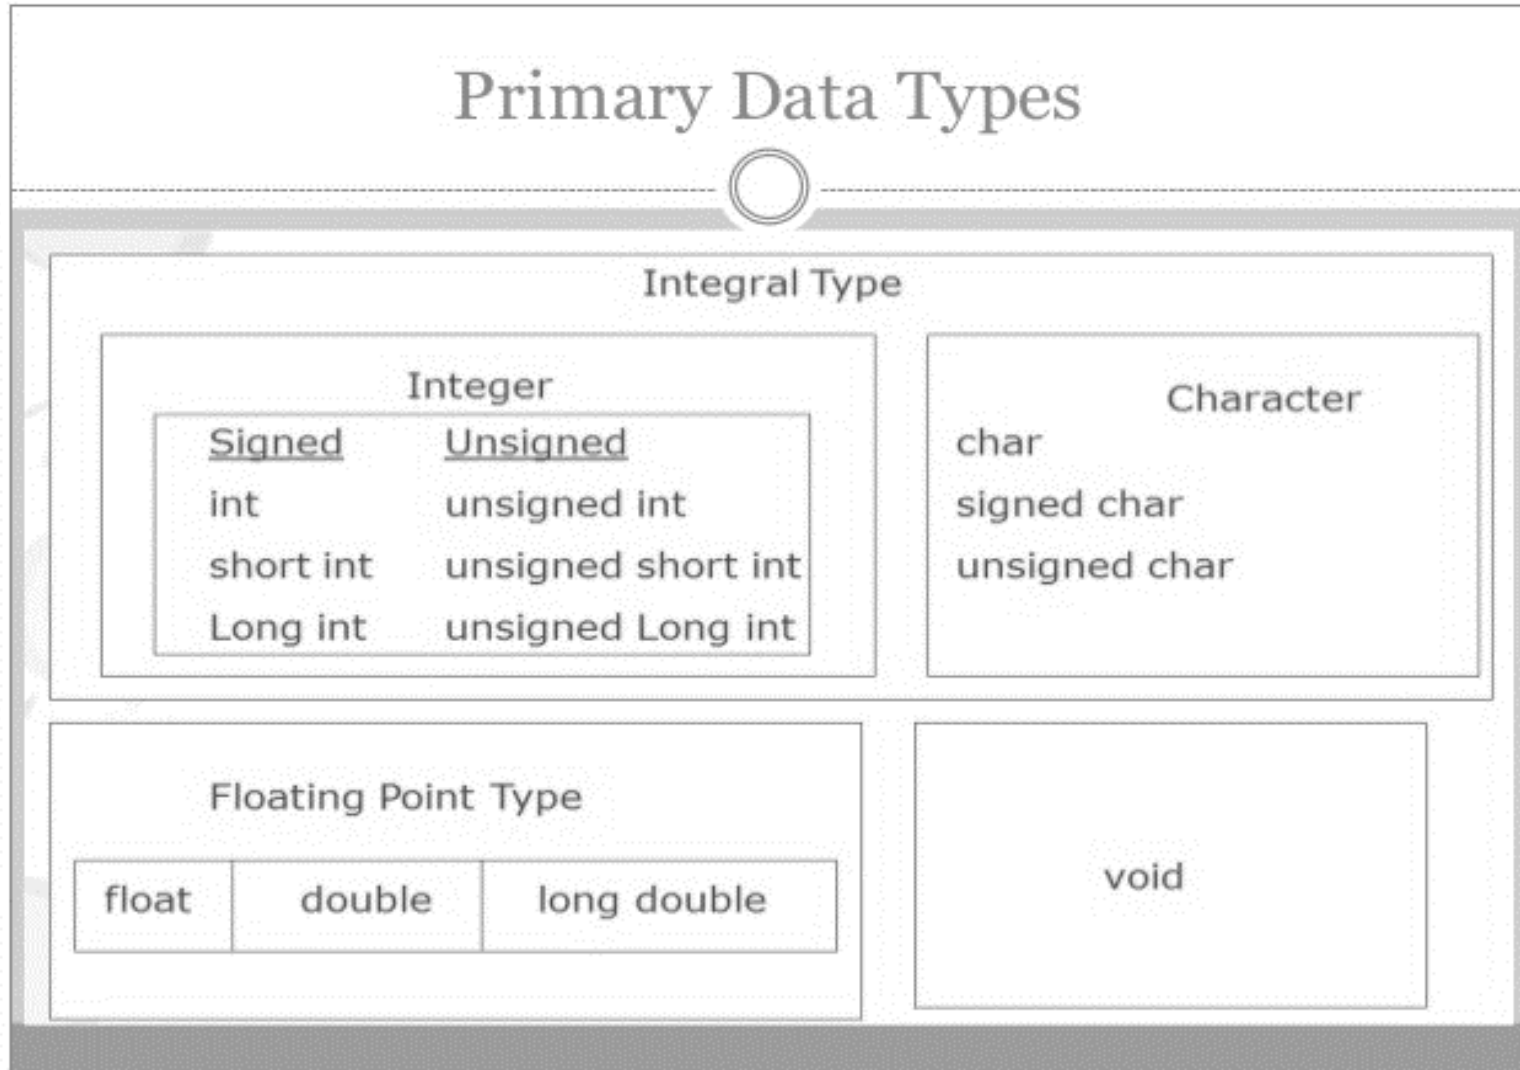 Primary Data Types
Integral Type
Integer
Signed Unsigned
int unsigned int
short int unsigned short int
Long int unsigned Long int
Character
char
signed char
unsigned char
Floating Point Type
float double long double
void